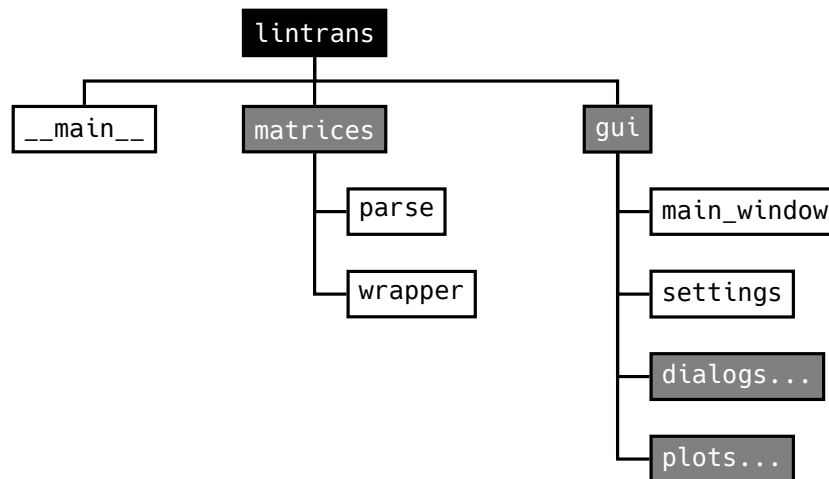 lintrans
__main__
matrices
gui
parse
main_window
wrapper
settings
dialogs...
plots...